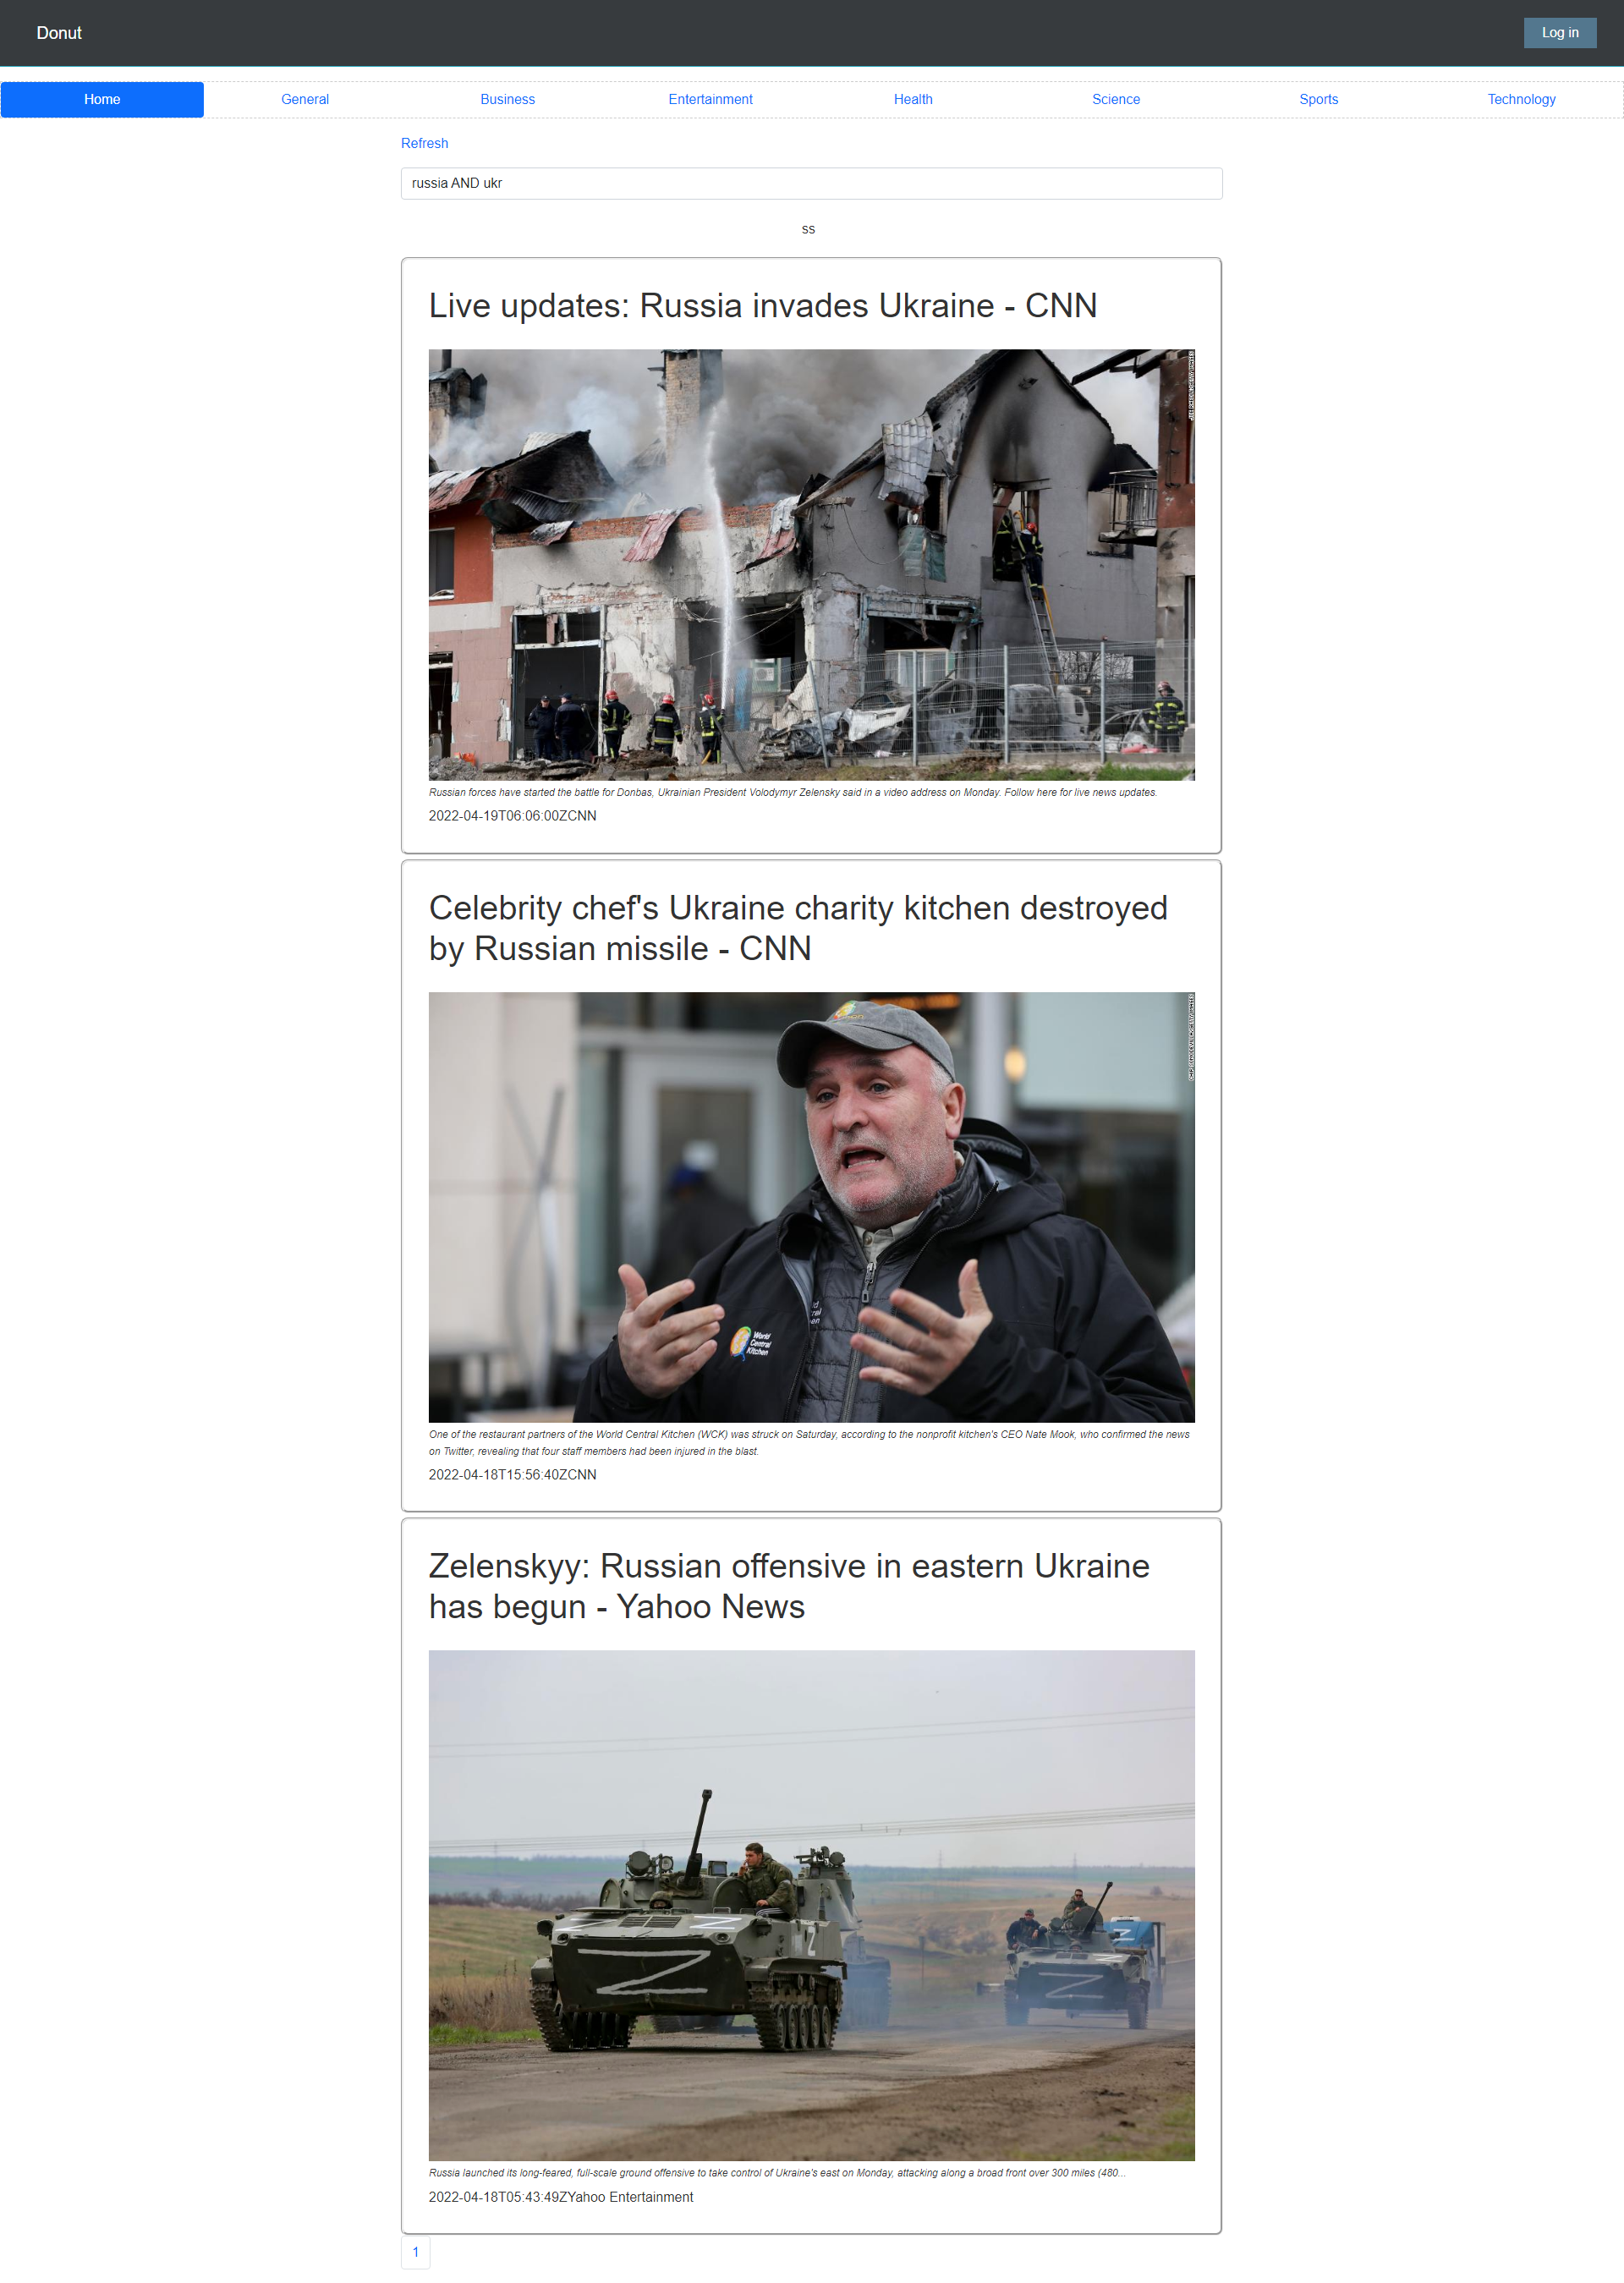 Donut
Log in
Home General Business Entertainment Health Science Sports Technology
Refresh
russia AND ukr
ss
Live updates: Russia invades Ukraine - CNN
Russian forces have started the battle for Donbas, Ukrainian President Volodymyr Zelensky said in a video address on Monday. Follow here for live news updates.
2022-04-19T06:06:00ZCNN
Celebrity chef's Ukraine charity kitchen destroyed
by Russian missile - CNN
World
Central
Kitchen
One of the restaurant partners of the World Central Kitchen (WCK) was struck on Saturday, according to the nonprofit kitchen's CEO Nate Mook, who confirmed the news
on Twitter, revealing that four staff members had been injured in the blast.
2022-04-18T15:56:40ZCNN
Zelenskyy: Russian offensive in eastern Ukraine
has begun - Yahoo News
Z Z
Z
Z
Z
Z
Z
Russia launched its long-feared, full-scale ground offensive to take control of Ukraine's east on Monday, attacking along a broad front over 300 miles (480...
2022-04-18T05:43:49ZYahoo Entertainment
1